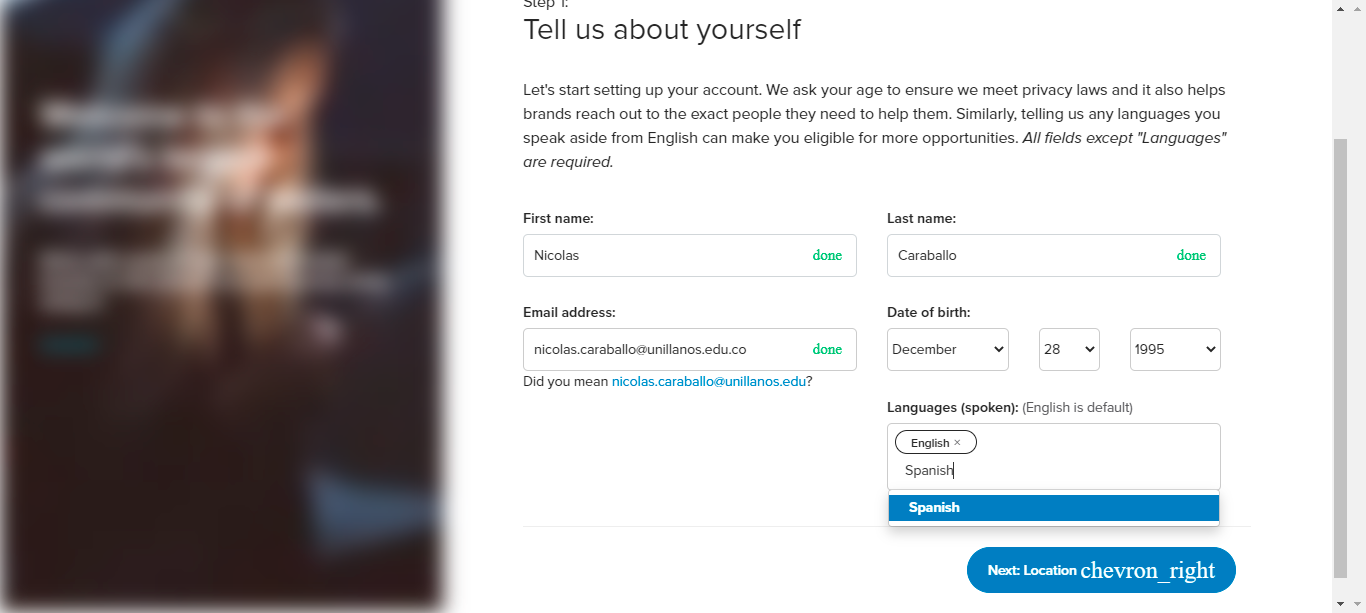 Step 1:
Tell us about yourself
Let's start setting up your account. We ask your age to ensure we meet privacy laws and it also helps
brands reach out to the exact people they need to help them. Similarly, telling us any languages you
speak aside from English can make you eligible for more opportunities. All fields except "Languages"
are required.
First name:
Last name:
Nicolas done
Caraballo done
Email address:
Date of birth:
nicolas.caraballo@unillanos.edu.co done
December 28 1995
Did you mean nicolas.caraballo@unillanos.edu?
Languages (spoken): (English is default)
English ×
Spanish
Spanish
Next: Location chevron_right